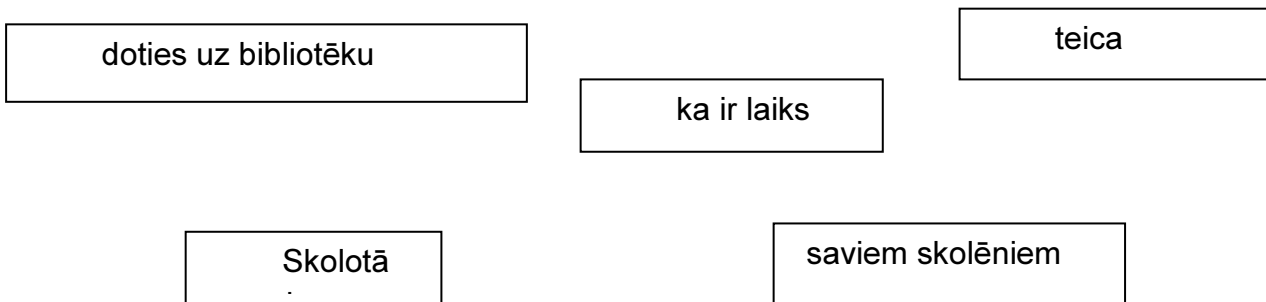 teica
doties uz bibliotēku
ka ir laiks
saviem skolēniem
Skolotā